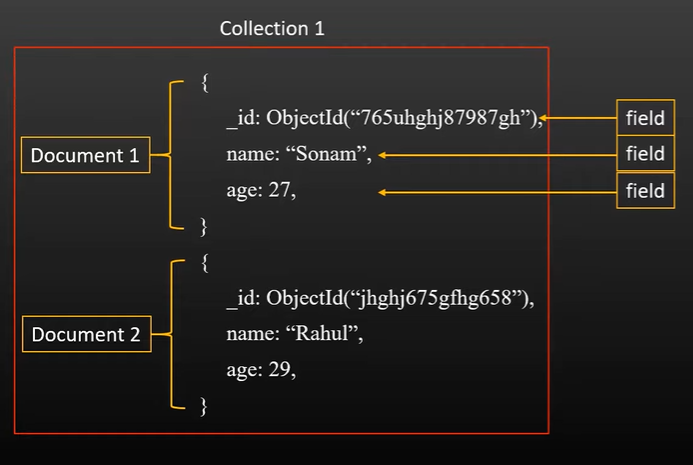 Collection 1
{
_id: ObjectId(“765uhghj87987gh”),
field
name: “Sonam”,
field
Document 1
age: 27,
field
}
{
_id: ObjectId(“jhghj675gfhg658”),
name: “Rahul”,
Document 2
age: 29,
}